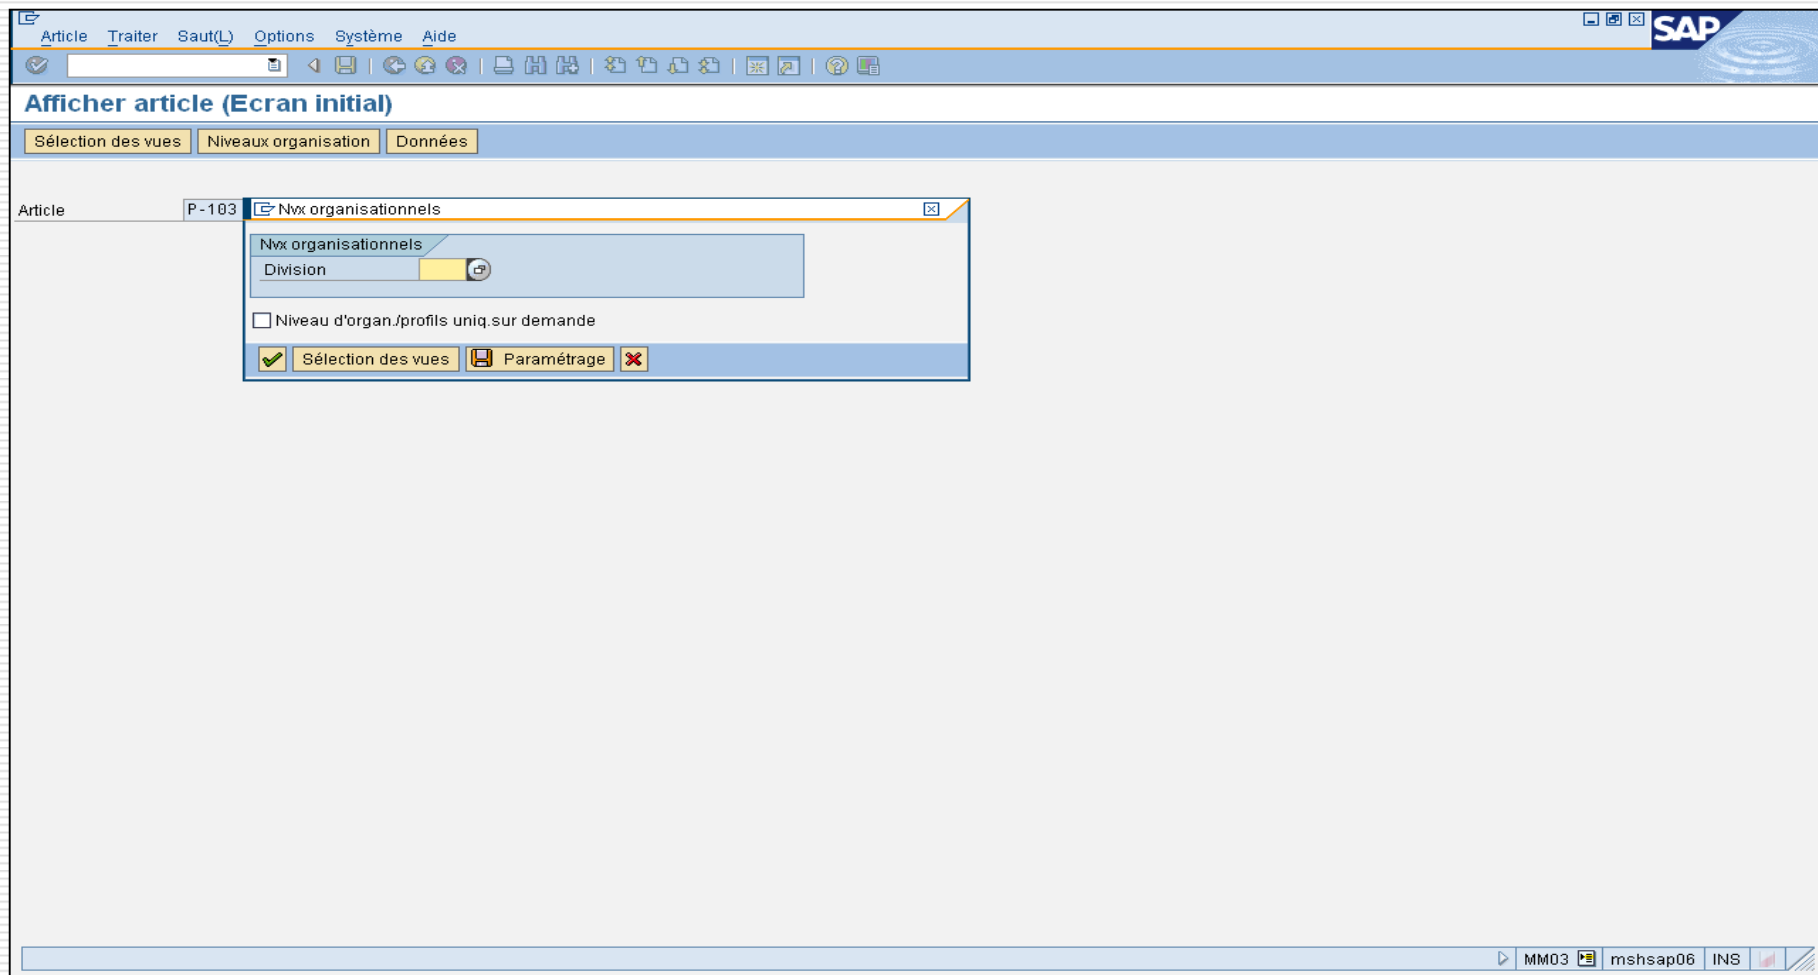 Article Traiter Saut(L) Options Système Aide
SAP
Afficher article (Ecran initial)
Sélection des vues Niveaux organisation Données
Article P-103
Nvx organisationnels
Nvx organisationnels
Division
Niveau d'organ./profils uniq.sur demande
Sélection des vues Paramétrage
MM03 mshsap06 INS